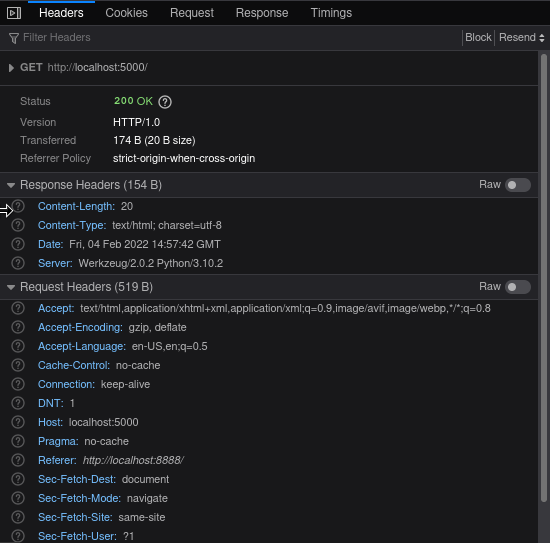 Headers Cookies Request Response Timings
Filter Headers Block Resend
GET http://localhost:5000/
Status 200 OK ?
Version HTTP/1.0
Transferred 174 B (20 B size)
Referrer Policy strict-origin-when-cross-origin
Response Headers (154 B) Raw
? Content-Length: 20
? Content-Type: text/html; charset=utf-8
? Date: Fri, 04 Feb 2022 14:57:42 GMT
? Server: Werkzeug/2.0.2 Python/3.10.2
Request Headers (519 B) Raw
? Accept: text/html,application/xhtml+xml,application/xml;q=0.9,image/avif,image/webp,*/*;q=0.8
? Accept-Encoding: gzip, deflate
? Accept-Language: en-US,en;q=0.5
? Cache-Control: no-cache
? Connection: keep-alive
? DNT: 1
? Host: localhost:5000
? Pragma: no-cache
? Referer: http://localhost:8888/
? Sec-Fetch-Dest: document
? Sec-Fetch-Mode: navigate
? Sec-Fetch-Site: same-site
? Sec-Fetch-User: ?1